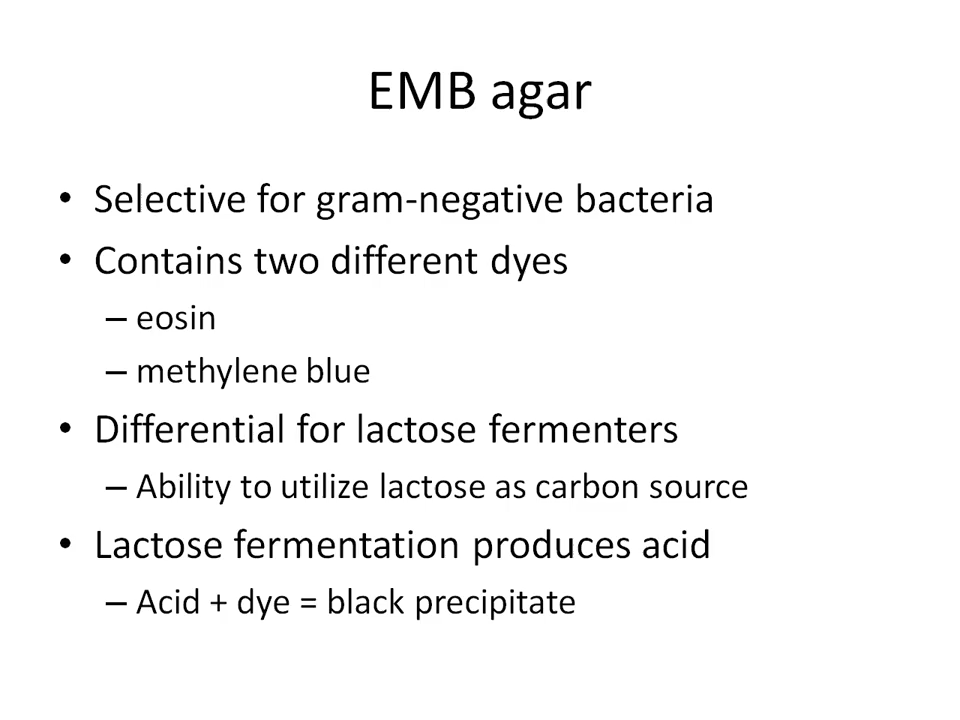 EMB agar
• Selective for gram-negative bacteria
• Contains two different dyes
– eosin
– methylene blue
• Differential for lactose fermenters
– Ability to utilize lactose as carbon source
• Lactose fermentation produces acid
– Acid + dye = black precipitate